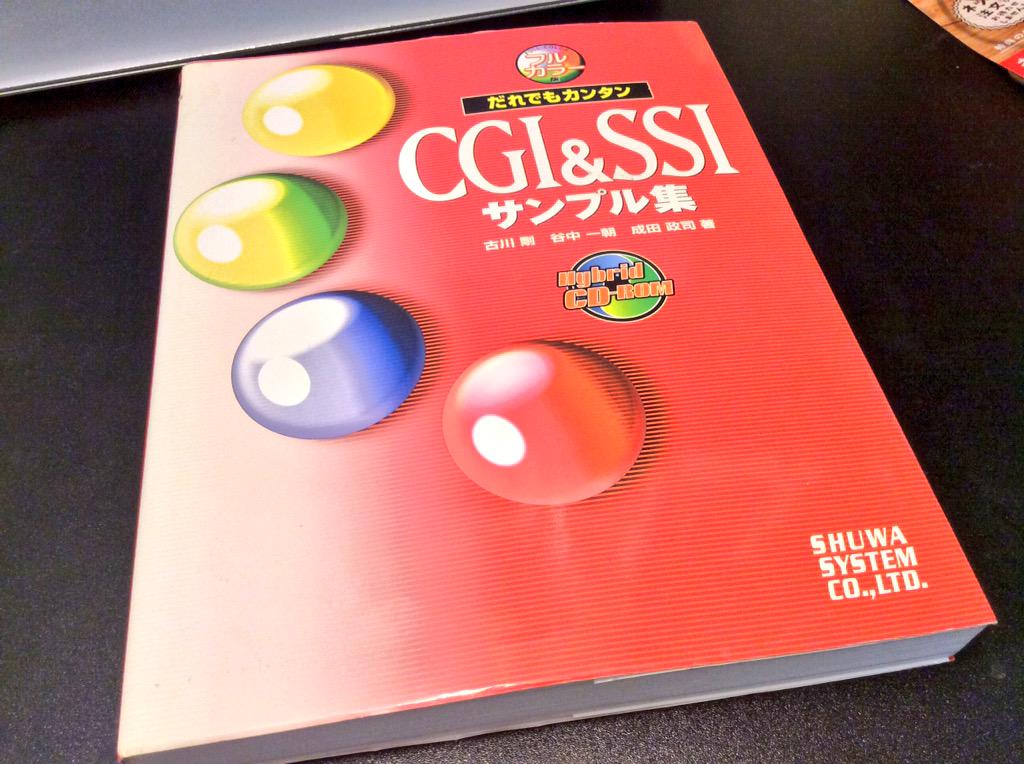 フル
カラー
版
だれでもカンタン
CGI&SSI
サンプル集
古川 剛 谷中 一朝 成田 政司 著
Hybrid
CD-ROM
SHUWA
SYSTEM
CO.,LTD.